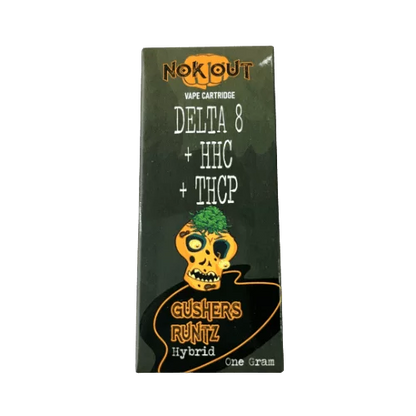 NOKOUT
VAPE CARTRIDGE
DELTA 8
+ HHC
+ THCP
GUSHERS
RUNTZ
Hybrid
One Gram